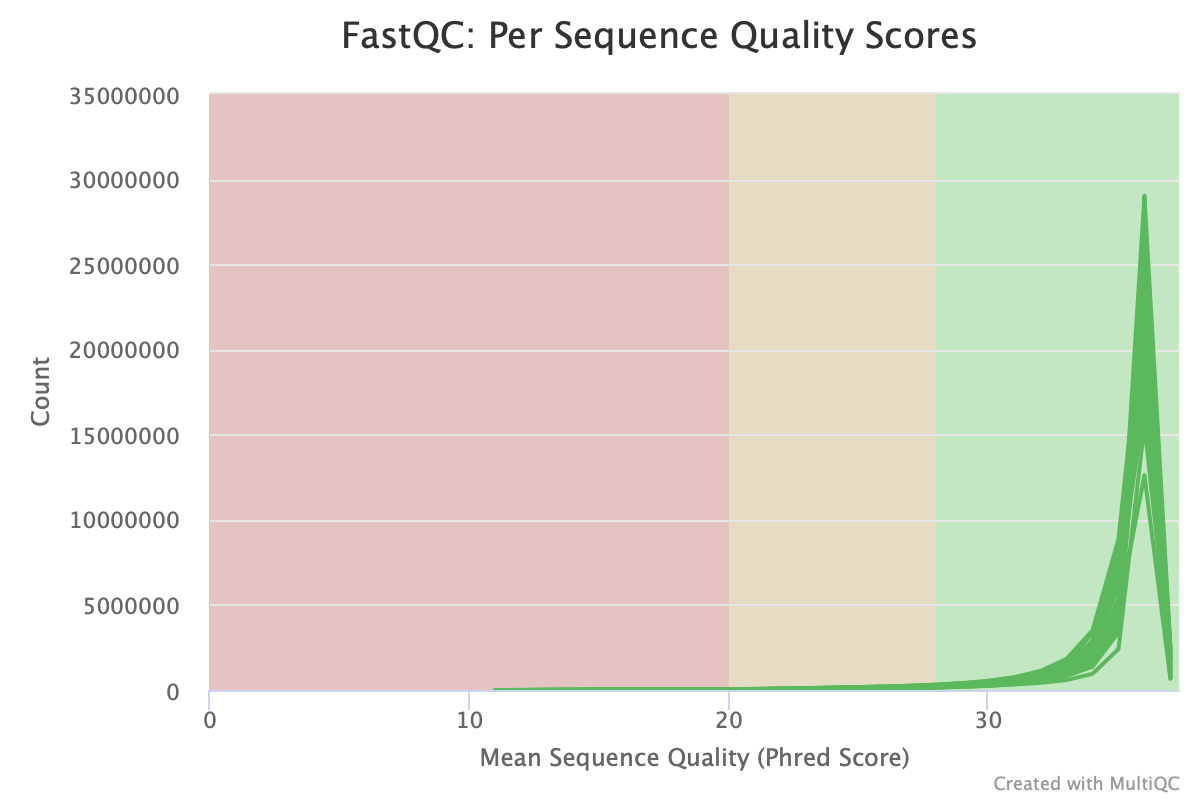 FastQC: Per Sequence Quality Scores
35000000
30000000
25000000
20000000
15000000
10000000
5000000
0
Count
0 10 20 30
Mean Sequence Quality (Phred Score)
Created with MultiQC